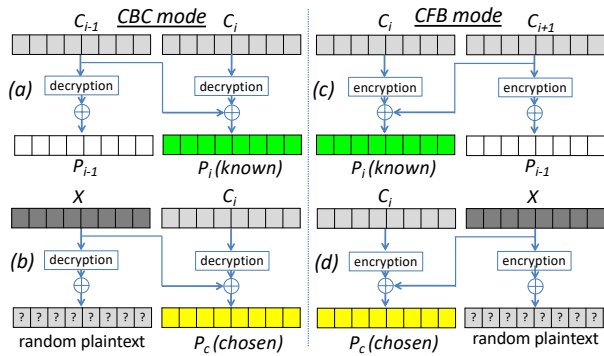 CBC mode
CFB mode
C_{i-1}
C_i
C_i
C_{i+1}
(a)
decryption
decryption
(c)
encryption
encryption
P_{i-1}
P_i (known)
P_i (known)
P_{i-1}
X
C_i
C_i
X
(b)
decryption
decryption
(d)
encryption
encryption
? ? ? ? ? ? ? ?
? ? ? ? ? ? ? ?
random plaintext
P_c (chosen)
P_c (chosen)
random plaintext